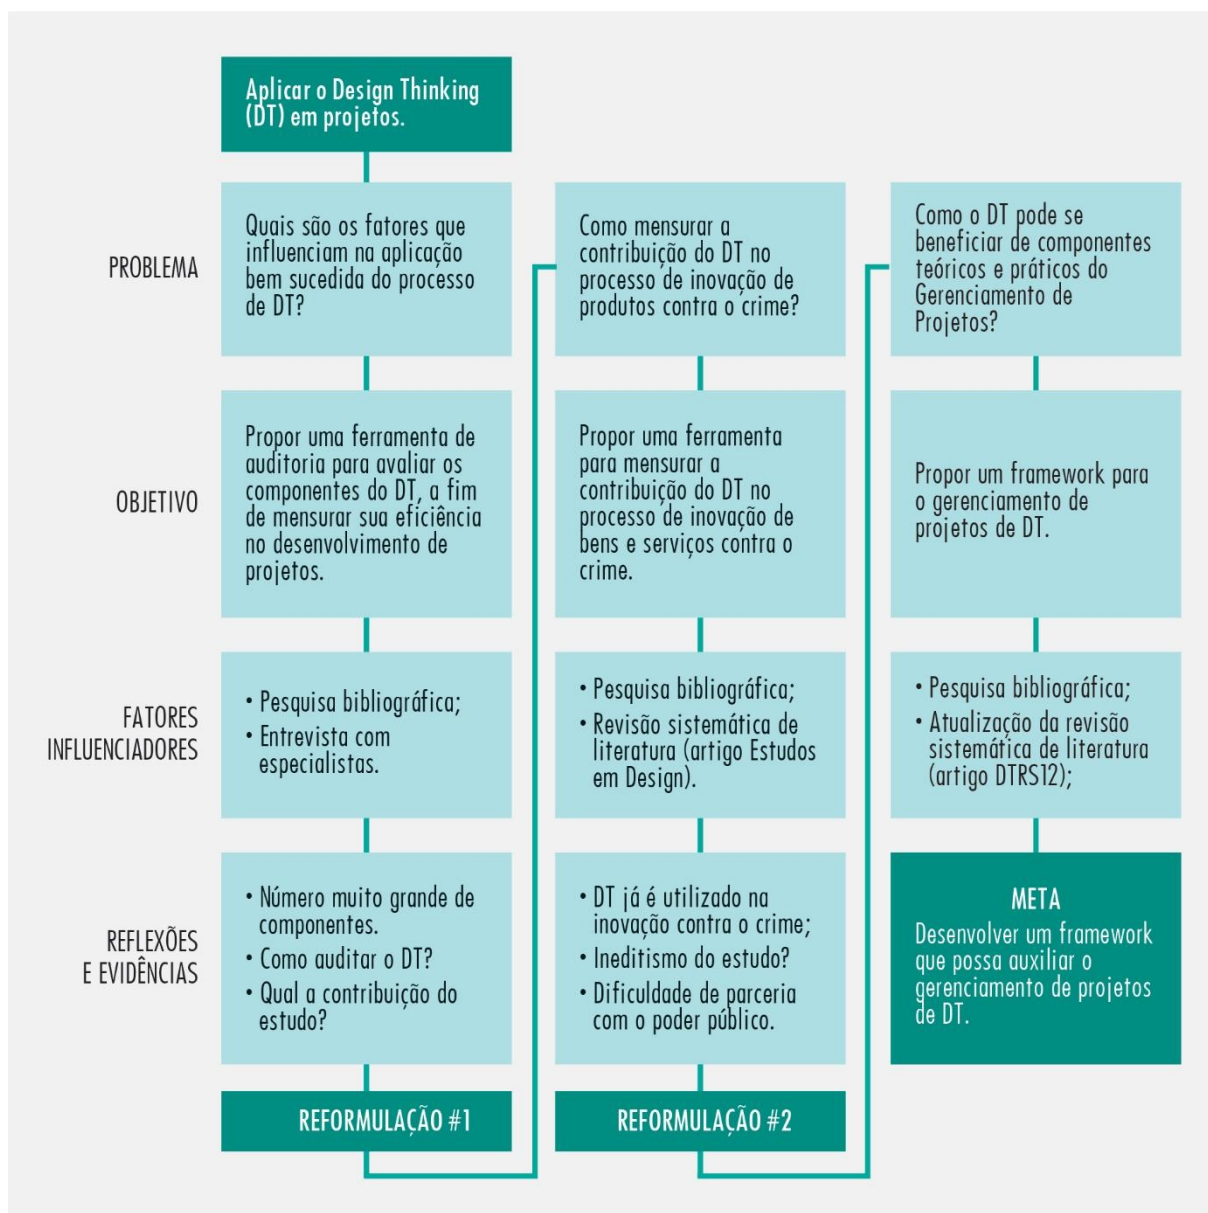 Aplicar o Design Thinking
(DT) em projetos.
PROBLEMA
Quais são os fatores que
influenciam na aplicação
bem sucedida do processo
de DT?
OBJETIVO
Propor uma ferramenta de
auditoria para avaliar os
componentes do DT, a fim
de mensurar sua eficiência
no desenvolvimento de
projetos.
FATORES
INFLUENCIADORES
• Pesquisa bibliográfica;
• Entrevista com
especialistas.
REFLEXÕES
E EVIDÊNCIAS
• Número muito grande de
componentes.
• Como auditar o DT?
• Qual a contribuição do
estudo?
REFORMULAÇÃO #1
Como mensurar a
contribuição do DT no
processo de inovação de
produtos contra o crime?
Propor uma ferramenta
para mensurar a
contribuição do DT no
processo de inovação de
bens e serviços contra o
crime.
• Pesquisa bibliográfica;
• Revisão sistemática de
literatura (artigo Estudos
em Design).
• DT já é utilizado na
inovação contra o crime;
• Ineditismo do estudo?
• Dificuldade de parceria
com o poder público.
REFORMULAÇÃO #2
Como o DT pode se
beneficiar de componentes
teóricos e práticos do
Gerenciamento de
Projetos?
Propor um framework para
o gerenciamento de
projetos de DT.
• Pesquisa bibliográfica;
• Atualização da revisão
sistemática de literatura
(artigo DTRS12);
META
Desenvolver um framework
que possa auxiliar o
gerenciamento de projetos
de DT.